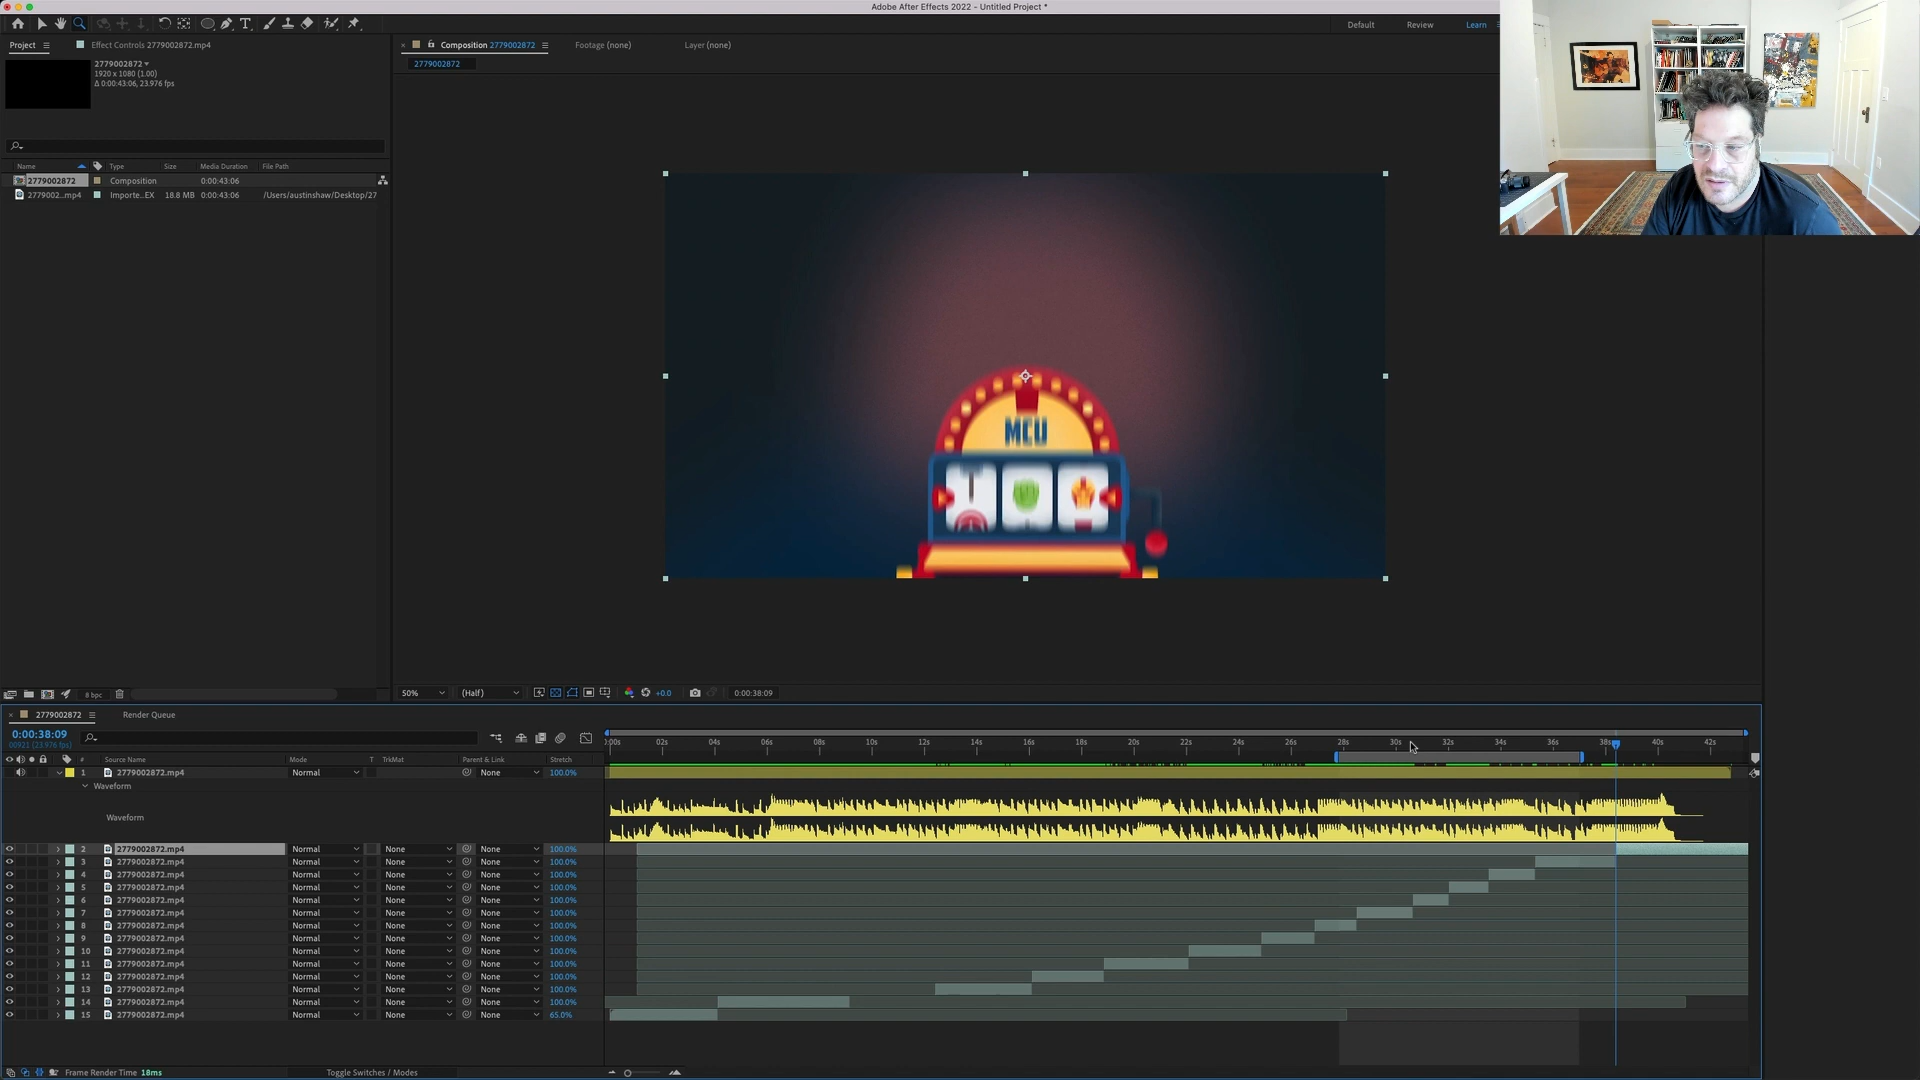 Adobe After Effects 2022 - Untitled Project *
Default Review Learn
Project Effect Controls 2779002872.mp4
Composition 2779002872 Footage (none) Layer (none)
2779002872
2779002872
1920 x 1080 (1.00)
Δ 0:00:43:06, 23.976 fps
Name Type Size Media Duration File Path
2779002872 Composition 0:00:43:06
2779002...mp4 Importe...EX 18.8 MB 0:00:43:06 /Users/austinshaw/Desktop/27
MCU
8 bpc
50% (Half) +0.0 0:00:38:09
2779002872 Render Queue
0:00:38:09
00921 (23.976 fps)
0:00s 02s 04s 06s 08s 10s 12s 14s 16s 18s 20s 22s 24s 26s 28s 30s 32s 34s 36s 38s 40s 42s
# Source Name Mode T TrkMat Parent & Link Stretch
1 2779002872.mp4 Normal None 100.0%
Waveform
Waveform
2 2779002872.mp4 Normal None None 100.0%
3 2779002872.mp4 Normal None None 100.0%
4 2779002872.mp4 Normal None None 100.0%
5 2779002872.mp4 Normal None None 100.0%
6 2779002872.mp4 Normal None None 100.0%
7 2779002872.mp4 Normal None None 100.0%
8 2779002872.mp4 Normal None None 100.0%
9 2779002872.mp4 Normal None None 100.0%
10 2779002872.mp4 Normal None None 100.0%
11 2779002872.mp4 Normal None None 100.0%
12 2779002872.mp4 Normal None None 100.0%
13 2779002872.mp4 Normal None None 100.0%
14 2779002872.mp4 Normal None None 100.0%
15 2779002872.mp4 Normal None None 65.0%
Frame Render Time 18ms Toggle Switches / Modes